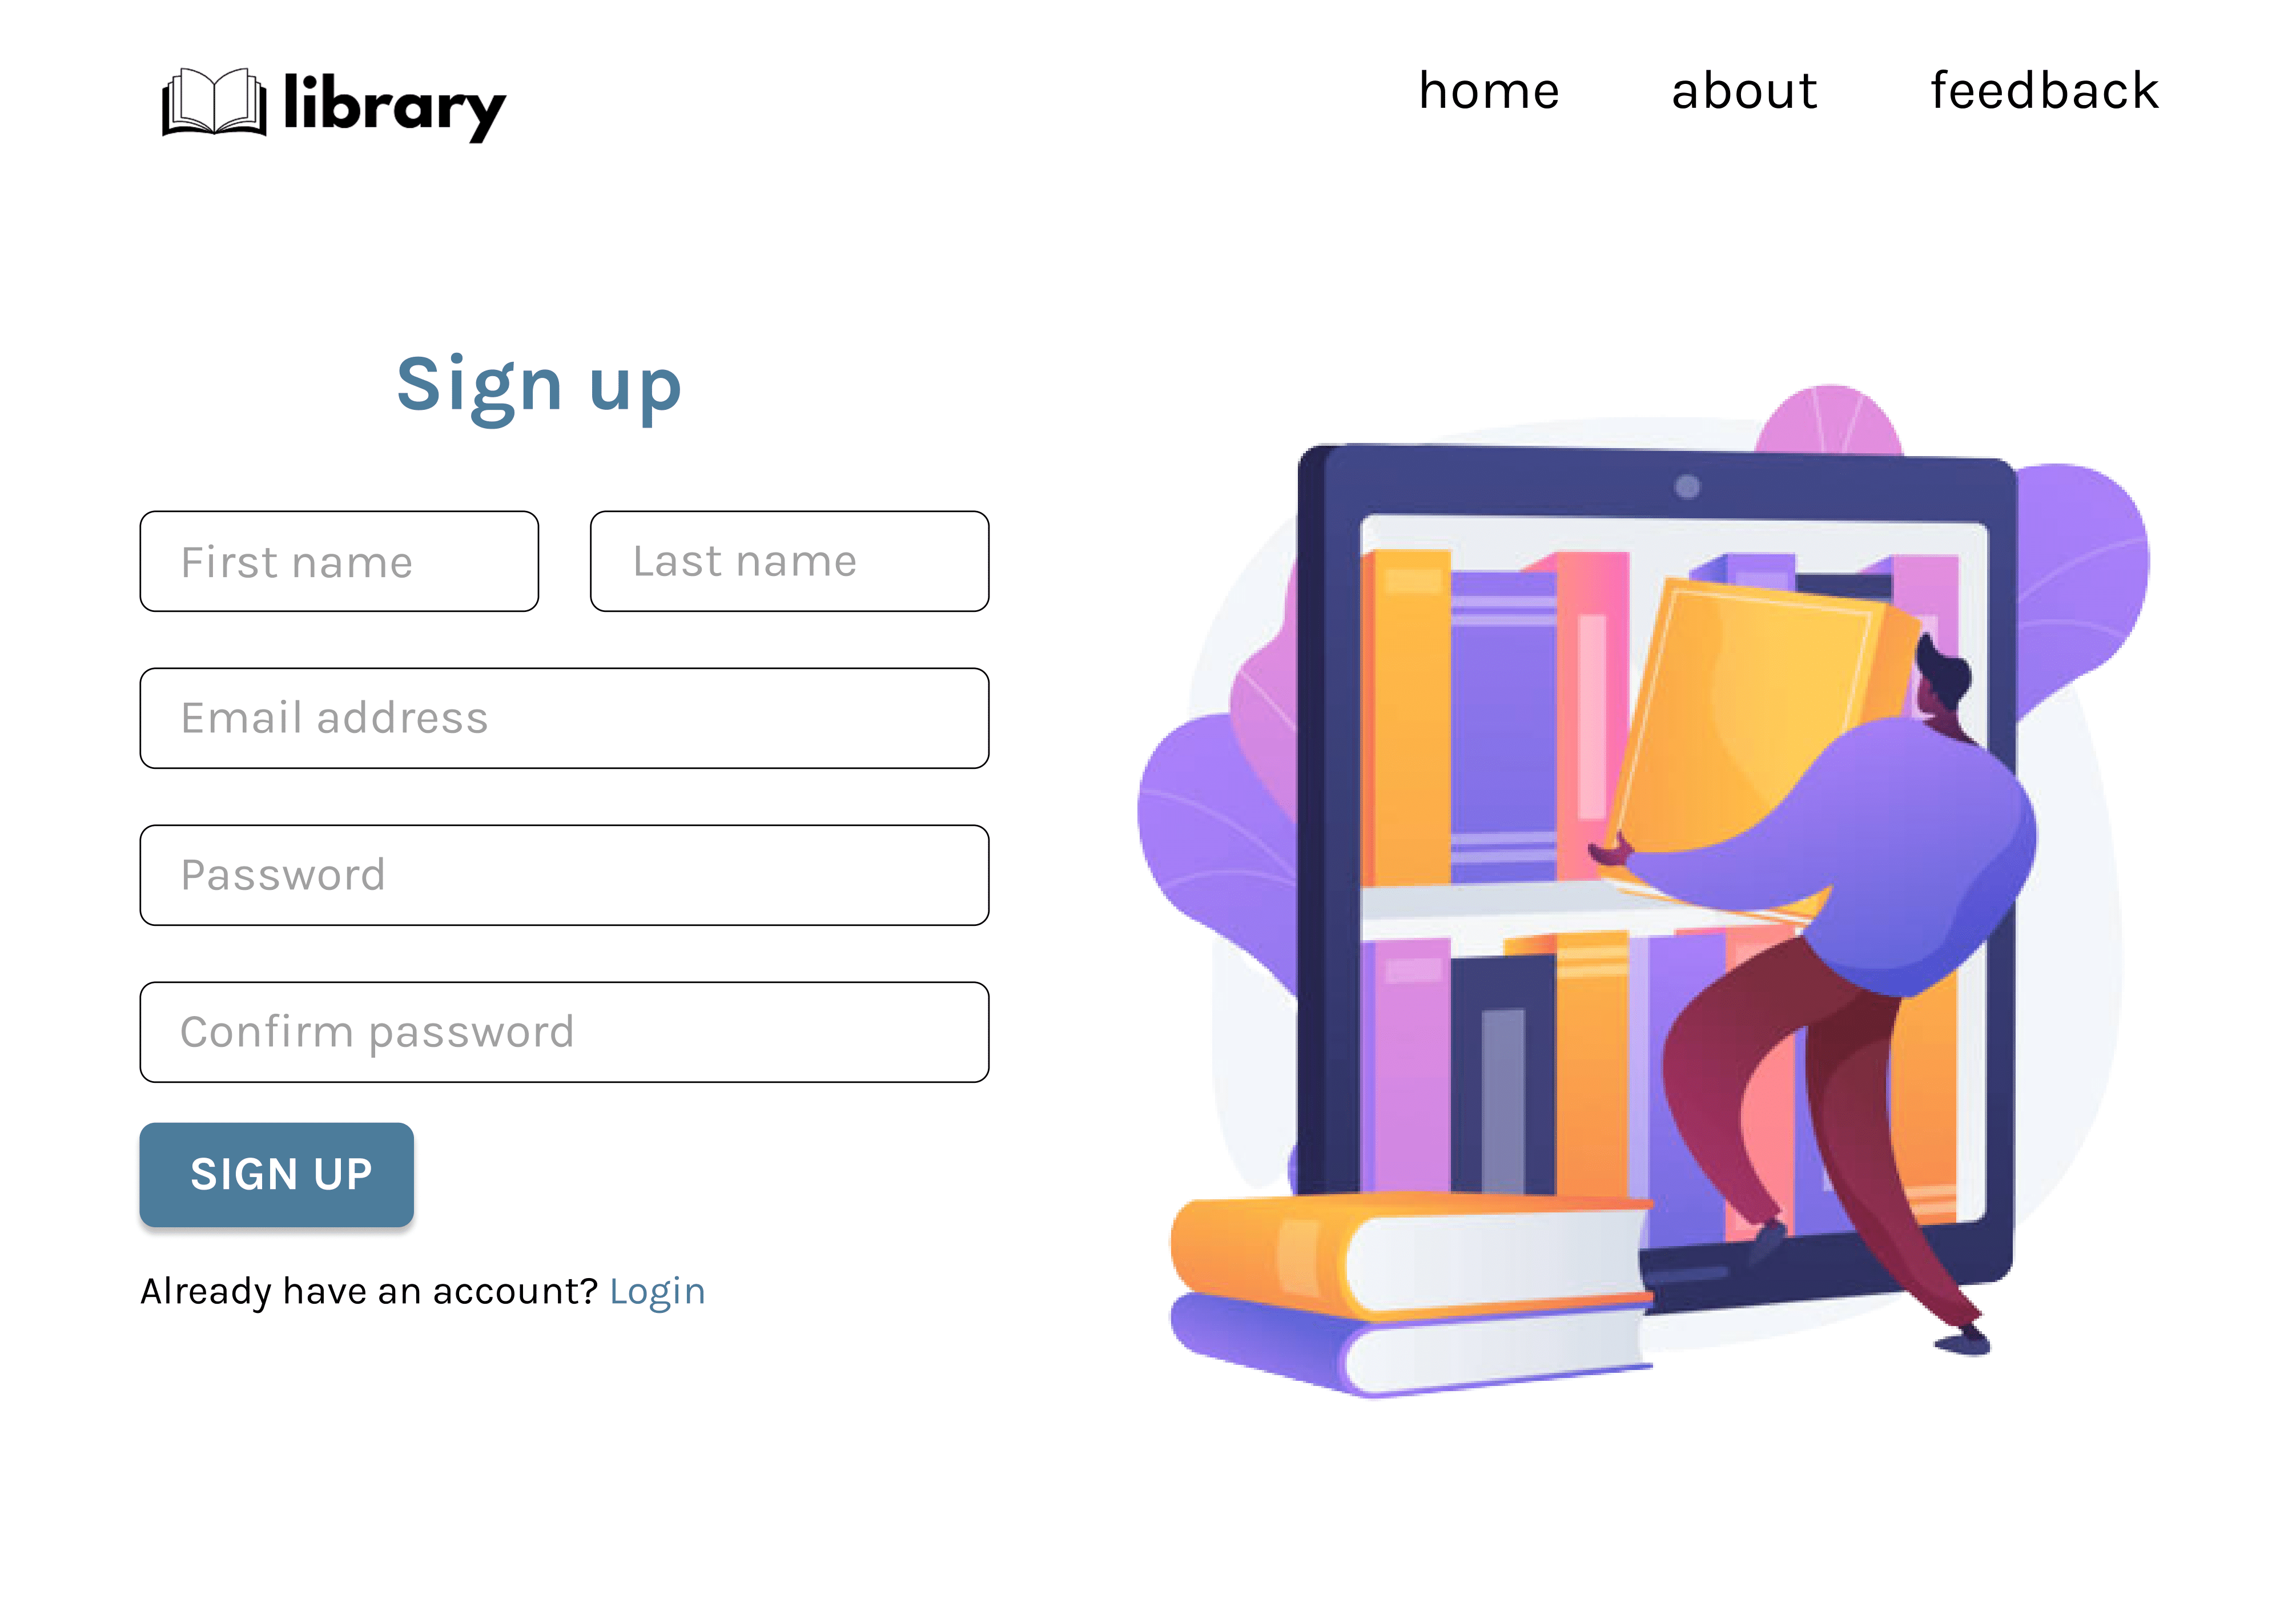 library
home about feedback
Sign up
First name Last name
Email address
Password
Confirm password
SIGN UP
Already have an account? Login